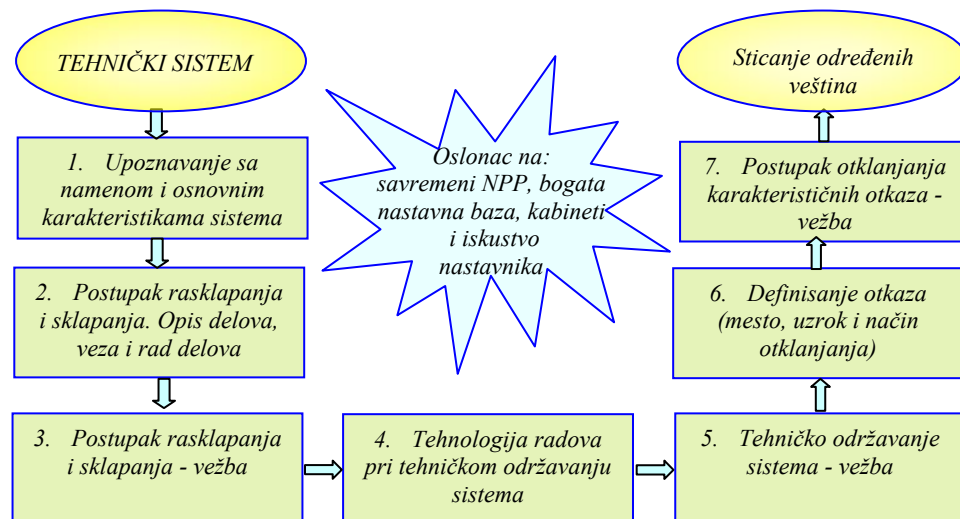 TEHNIČKI SISTEM
1. Upoznavanje sa
namenom i osnovnim
karakteristikama sistema
2. Postupak rasklapanja
i sklapanja. Opis delova,
veza i rad delova
3. Postupak rasklapanja
i sklapanja - vežba
4. Tehnologija radova
pri tehničkom održavanju
sistema
5. Tehničko održavanje
sistema - vežba
6. Definisanje otkaza
(mesto, uzrok i način
otklanjanja)
7. Postupak otklanjanja
karakterističnih otkaza -
vežba
Sticanje određenih
veština
Oslonac na:
savremeni NPP, bogata
nastavna baza, kabineti
i iskustvo
nastavnika